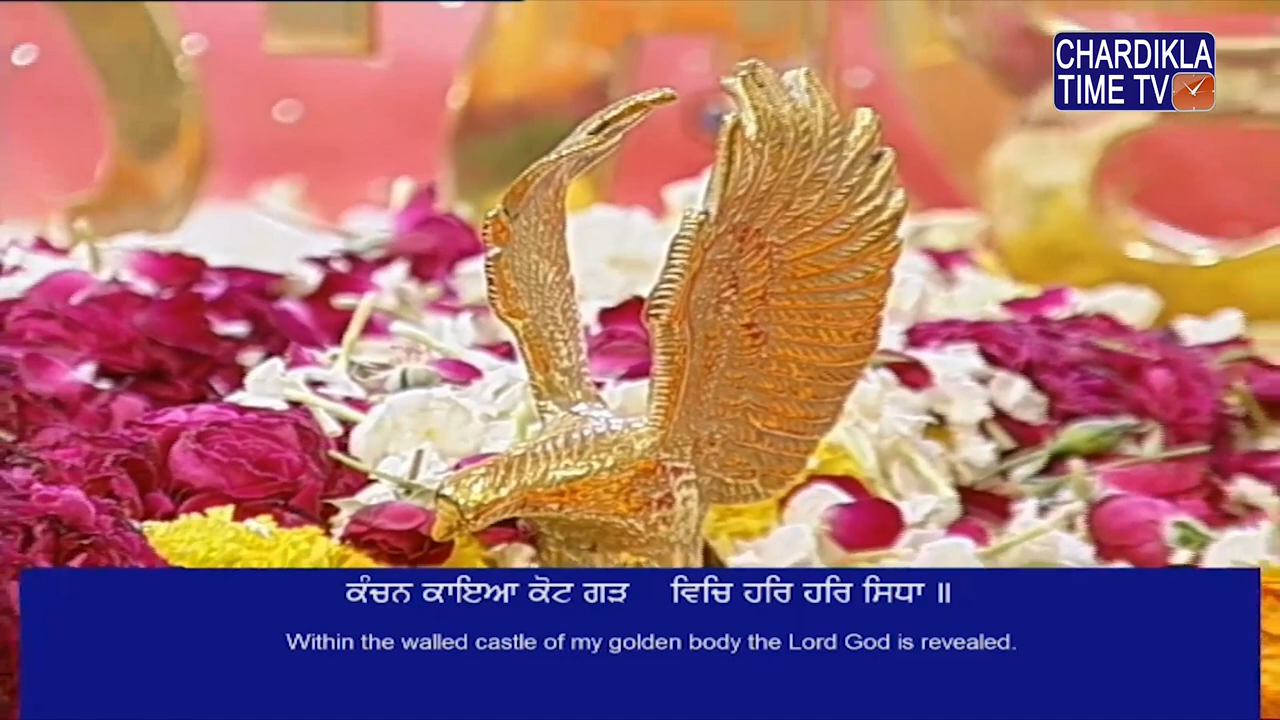 CHARDIKLA
TIME TV
ਕੰਚਨ ਕਾਇਆ ਕੋਟ ਗੜ ਵਿਚਿ ਹਰਿ ਹਰਿ ਸਿਧਾ ॥
Within the walled castle of my golden body the Lord God is revealed.